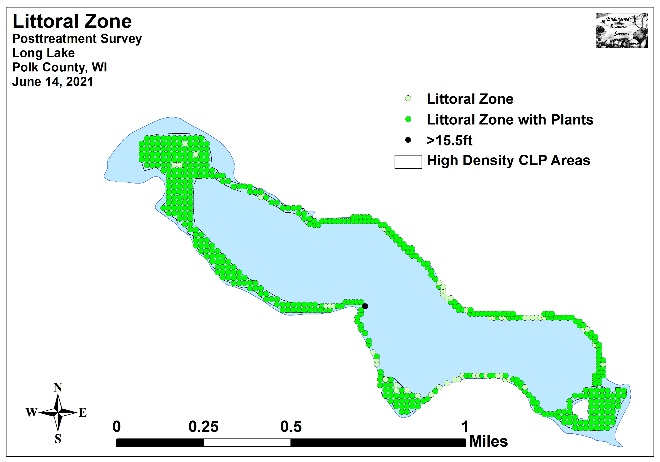 Littoral Zone
Posttreatment Survey
Long Lake
Polk County, WI
June 14, 2021
Littoral Zone
Littoral Zone with Plants
>15.5ft
High Density CLP Areas
N
W E
S
0 0.25 0.5 1
Miles